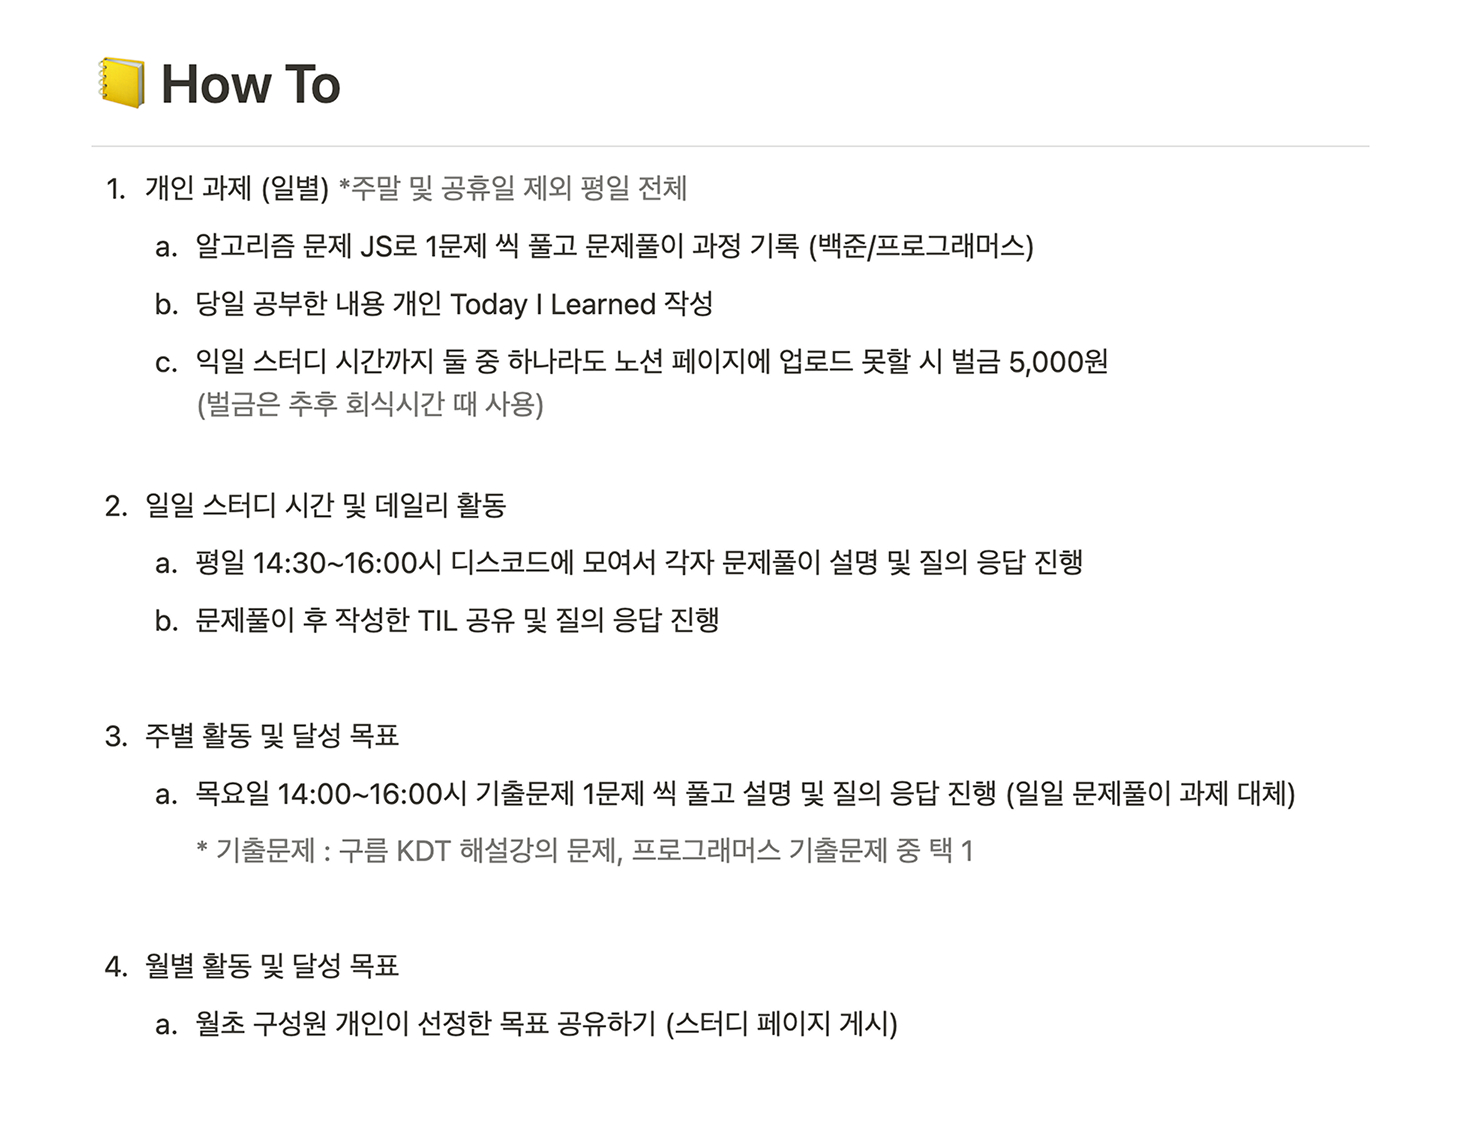 How To
1. 개인 과제 (일별) *주말 및 공휴일 제외 평일 전체
a. 알고리즘 문제 JS로 1문제 씩 풀고 문제풀이 과정 기록 (백준/프로그래머스)
b. 당일 공부한 내용 개인 Today I Learned 작성
c. 익일 스터디 시간까지 둘 중 하나라도 노션 페이지에 업로드 못할 시 벌금 5,000원
(벌금은 추후 회식시간 때 사용)
2. 일일 스터디 시간 및 데일리 활동
a. 평일 14:30~16:00시 디스코드에 모여서 각자 문제풀이 설명 및 질의 응답 진행
b. 문제풀이 후 작성한 TIL 공유 및 질의 응답 진행
3. 주별 활동 및 달성 목표
a. 목요일 14:00~16:00시 기출문제 1문제 씩 풀고 설명 및 질의 응답 진행 (일일 문제풀이 과제 대체)
* 기출문제 : 구름 KDT 해설강의 문제, 프로그래머스 기출문제 중 택 1
4. 월별 활동 및 달성 목표
a. 월초 구성원 개인이 선정한 목표 공유하기 (스터디 페이지 게시)